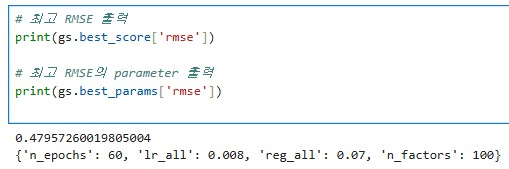 # 최고 RMSE 출력
print(gs.best_score['rmse'])
# 최고 RMSE의 parameter 출력
print(gs.best_params['rmse'])
0.47957260019805004
{'n_epochs': 60, 'lr_all': 0.008, 'reg_all': 0.07, 'n_factors': 100}